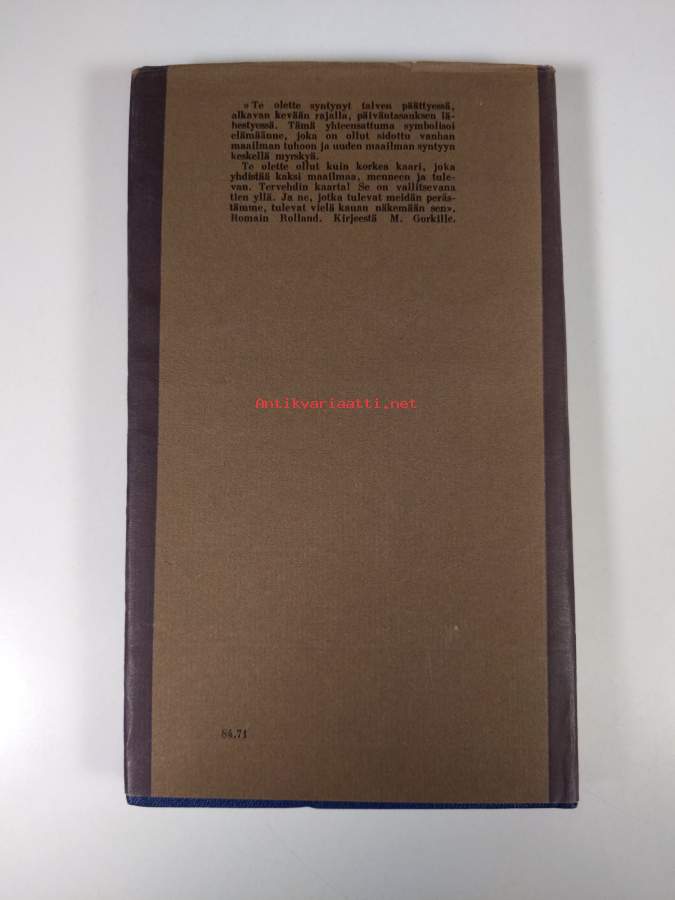 »Te olette syntynyt talven päättyessä,
alkavan kevään rajalla, päiväntasauksen lä-
hestyessä. Tämä yhteensattuma symbolisoi
elämäänne, joka on ollut sidottu vanhan
maailman tuhoon ja uuden maailman syntyyn
keskellä myrskyä.
Te olette ollut kuin korkea kaari, joka
yhdistää kaksi maailmaa, menneen ja tule-
van. Tervehdin kaarta! Se on vallitsevana
tien yllä. Ja ne, jotka tulevat meidän peräs-
tämme, tulevat vielä kauan näkemään sen»,
Romain Rolland. Kirjeestä M. Gorkille.
Antikvariaatti.net
84.71